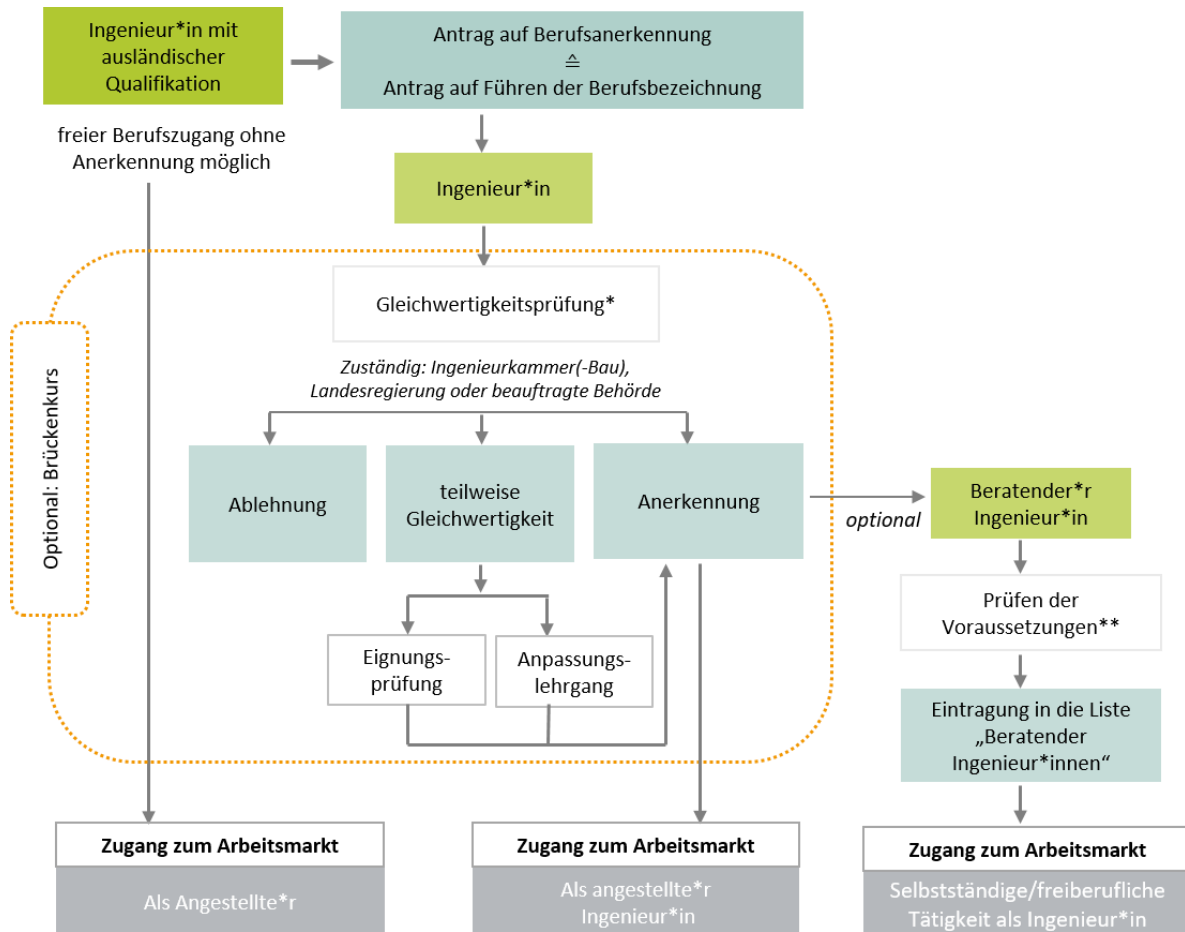 Ingenieur*in mit
ausländischer
Qualifikation
Antrag auf Berufsanerkennung
≙
Antrag auf Führen der Berufsbezeichnung
freier Berufszugang ohne
Anerkennung möglich
Ingenieur*in
Gleichwertigkeitsprüfung*
Optional: Brückenkurs
Zuständig: Ingenieurkammer(-Bau),
Landesregierung oder beauftragte Behörde
Ablehnung
teilweise
Gleichwertigkeit
Anerkennung
optional
Beratender*r
Ingenieur*in
Prüfen der
Voraussetzungen**
Eignungs-
prüfung
Anpassungs-
lehrgang
Eintragung in die Liste
„Beratender
Ingenieur*innen“
Zugang zum Arbeitsmarkt
Als Angestellte*r
Zugang zum Arbeitsmarkt
Als angestellte*r
Ingenieur*in
Zugang zum Arbeitsmarkt
Selbstständige/freiberufliche
Tätigkeit als Ingenieur*in